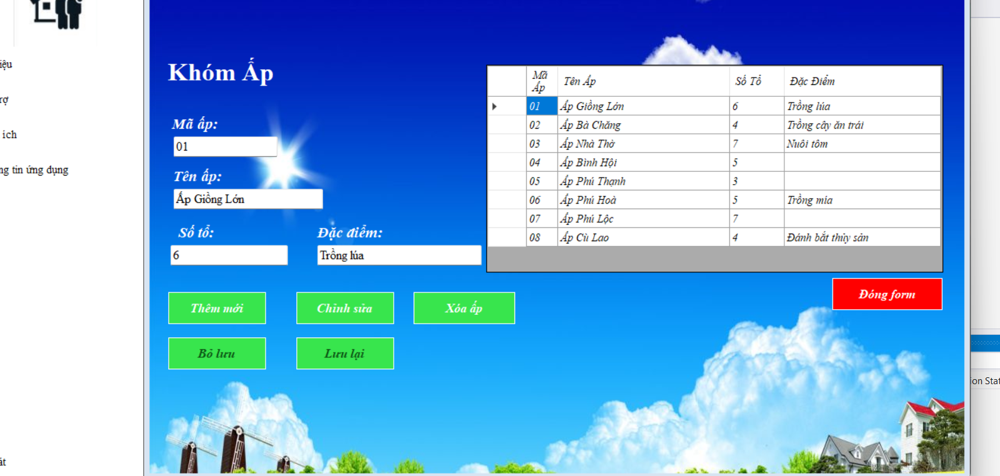 iệu
rợ
ích
ng tin ứng dụng
át
Khóm Ấp
Mã ấp:
01
Tên ấp:
Ấp Giồng Lớn
Số tổ:
Đặc điểm:
6
Trồng lúa
Thêm mới
Chỉnh sửa
Xóa ấp
Bỏ lưu
Lưu lại
Mã Ấp Tên Ấp Số Tổ Đặc Điểm
01 Ấp Giồng Lớn 6 Trồng lúa
02 Ấp Bà Chăng 4 Trồng cây ăn trái
03 Ấp Nhà Thờ 7 Nuôi tôm
04 Ấp Bình Hội 5
05 Ấp Phú Thạnh 3
06 Ấp Phú Hoà 5 Trồng mía
07 Ấp Phú Lộc 7
08 Ấp Cù Lao 4 Đánh bắt thủy sản
Đóng form
ion Stat